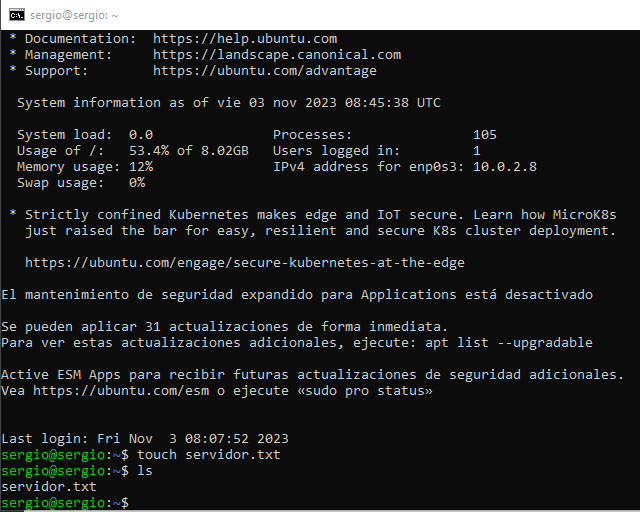 sergio@sergio: ~
* Documentation:  https://help.ubuntu.com
* Management:     https://landscape.canonical.com
* Support:        https://ubuntu.com/advantage
System information as of vie 03 nov 2023 08:45:38 UTC
System load:  0.0               Processes:               105
Usage of /:   53.4% of 8.02GB   Users logged in:         1
Memory usage: 12%               IPv4 address for enp0s3: 10.0.2.8
Swap usage:   0%
* Strictly confined Kubernetes makes edge and IoT secure. Learn how MicroK8s
just raised the bar for easy, resilient and secure K8s cluster deployment.
https://ubuntu.com/engage/secure-kubernetes-at-the-edge
El mantenimiento de seguridad expandido para Applications está desactivado
Se pueden aplicar 31 actualizaciones de forma inmediata.
Para ver estas actualizaciones adicionales, ejecute: apt list --upgradable
Active ESM Apps para recibir futuras actualizaciones de seguridad adicionales.
Vea https://ubuntu.com/esm o ejecute «sudo pro status»
Last login: Fri Nov  3 08:07:52 2023
sergio@sergio:~$ touch servidor.txt
sergio@sergio:~$ ls
servidor.txt
sergio@sergio:~$